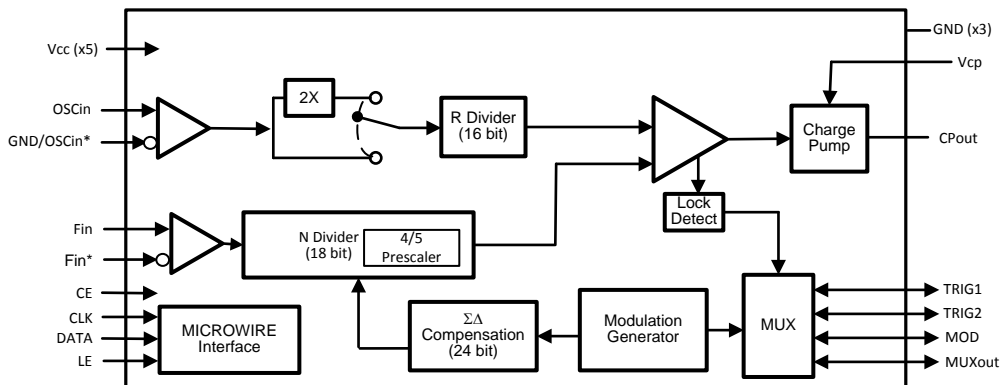 GND (x3)
Vcc (x5)
Vcp
OSCin
2X
R Divider
(16 bit)
Charge
Pump
GND/OSCin*
CPout
Lock
Detect
Fin
4/5
N Divider
(18 bit)
Prescaler
Fin*
CE
TRIG1
CLK
MICROWIRE
Interface
ΣΔ
Compensation
(24 bit)
Modulation
Generator
MUX
TRIG2
DATA
MOD
LE
MUXout